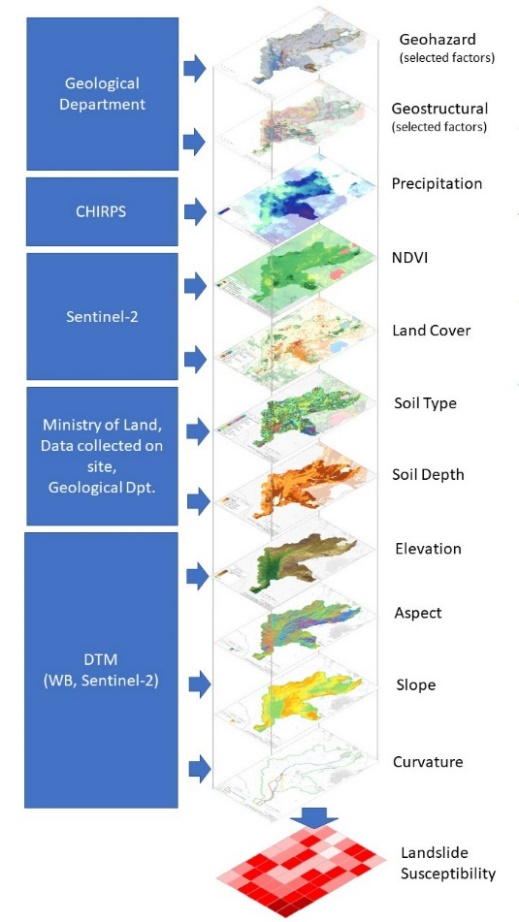 Geological
Department
Geohazard
(selected factors)
Geostructural
(selected factors)
CHIRPS
Precipitation
Sentinel-2
NDVI
Land Cover
Ministry of Land,
Data collected on
site,
Geological Dpt.
Soil Type
Soil Depth
DTM
(WB, Sentinel-2)
Elevation
Aspect
Slope
Curvature
Landslide
Susceptibility